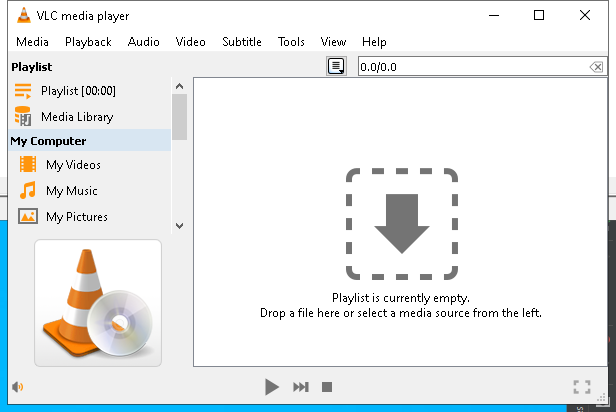 VLC media player
Media Playback Audio Video Subtitle Tools View Help
Playlist
0.0/0.0
Playlist [00:00]
Media Library
My Computer
My Videos
My Music
My Pictures
Playlist is currently empty.
Drop a file here or select a media source from the left.